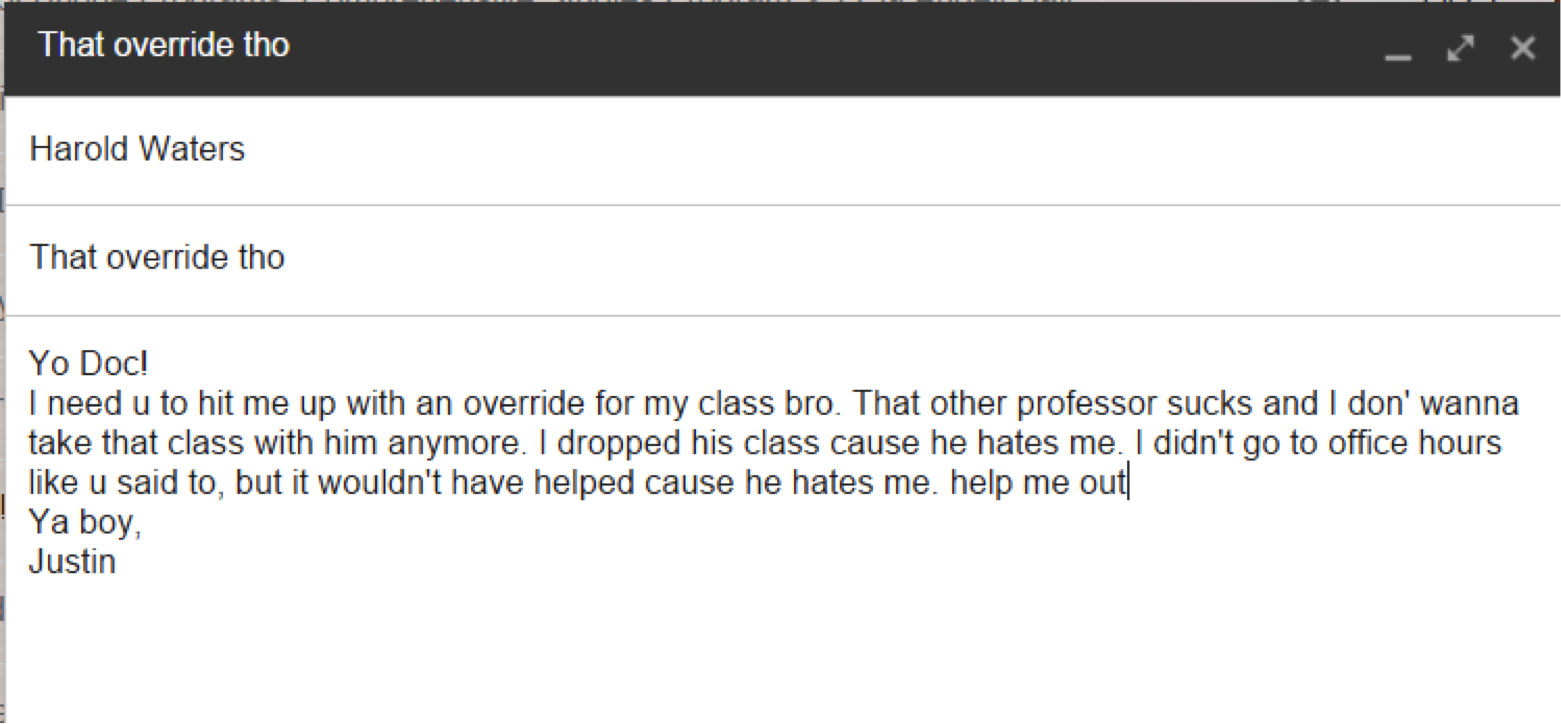 That override tho
Harold Waters
That override tho
Yo Doc!
I need u to hit me up with an override for my class bro. That other professor sucks and I don' wanna
take that class with him anymore. I dropped his class cause he hates me. I didn't go to office hours
like u said to, but it wouldn't have helped cause he hates me. help me out
Ya boy,
Justin